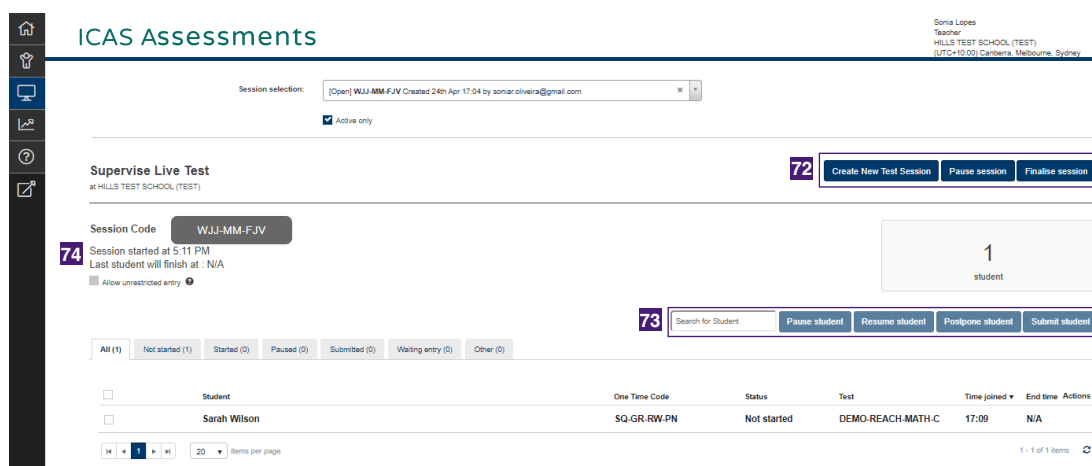 ICAS Assessments
Sonia Lopes
Teacher
HILLS TEST SCHOOL (TEST)
(UTC+10:00) Canberra, Melbourne, Sydney
Session selection:
[Open] WJJ-MM-FJV Created 24th Apr 17:04 by soniar.oliveira@gmail.com
Active only
Supervise Live Test
at HILLS TEST SCHOOL (TEST)
72 Create New Test Session Pause session Finalise session
Session Code WJJ-MM-FJV
74 Session started at 5:11 PM
Last student will finish at : N/A
Allow unrestricted entry
1
student
73 Search for Student Pause student Resume student Postpone student Submit student
All (1) Not started (1) Started (0) Paused (0) Submitted (0) Waiting entry (0) Other (0)
Student One Time Code Status Test Time joined End time Actions
Sarah Wilson SQ-GR-RW-PN Not started DEMO-REACH-MATH-C 17:09 N/A
1 20 items per page 1 - 1 of 1 items